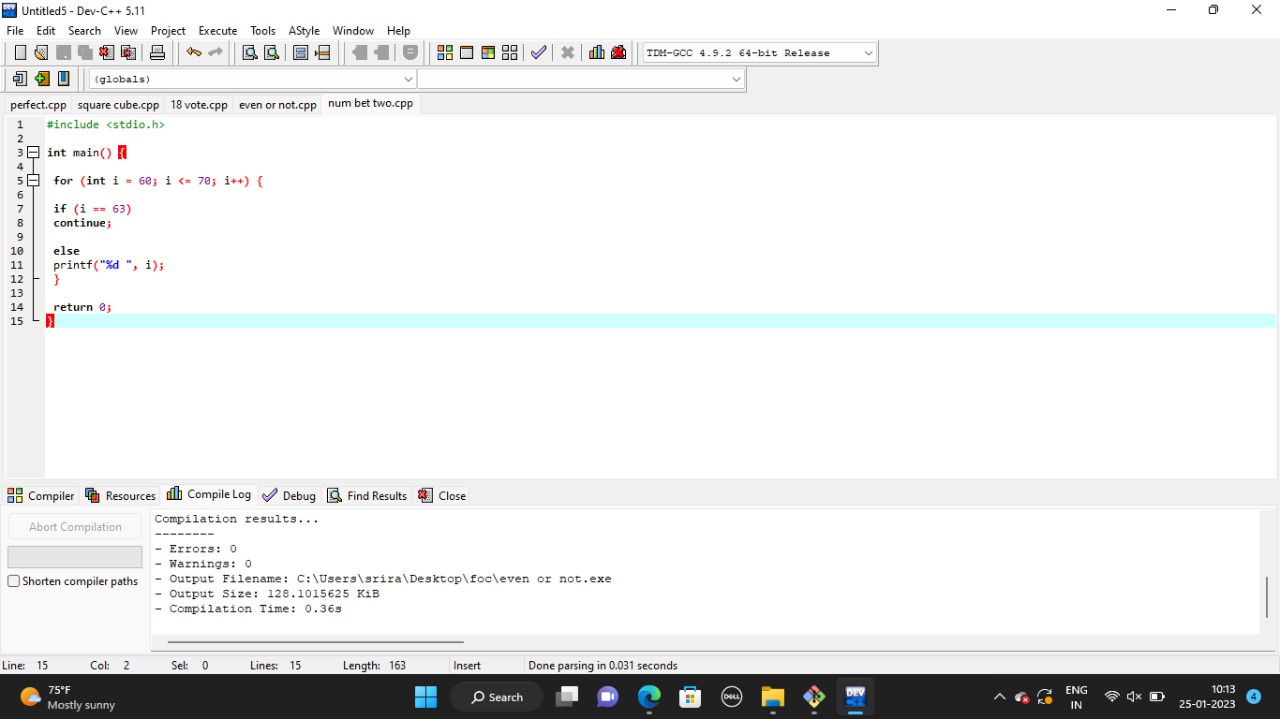 Untitled5 - Dev-C++ 5.11
File Edit Search View Project Execute Tools AStyle Window Help
TDM-GCC 4.9.2 64-bit Release
(globals)
perfect.cpp square cube.cpp 18 vote.cpp even or not.cpp num bet two.cpp
1 #include <stdio.h>
2
3 int main() {
4
5 for (int i = 60; i <= 70; i++) {
6
7 if (i == 63)
8 continue;
9
10 else
11 printf("%d ", i);
12 }
13
14 return 0;
15 }
Compiler Resources Compile Log Debug Find Results Close
Abort Compilation
Shorten compiler paths
Compilation results...
--------
- Errors: 0
- Warnings: 0
- Output Filename: C:\Users\srira\Desktop\foc\even or not.exe
- Output Size: 128.1015625 KiB
- Compilation Time: 0.36s
Line: 15 Col: 2 Sel: 0 Lines: 15 Length: 163 Insert Done parsing in 0.031 seconds
75°F
Mostly sunny
Search
DELL
DEV
ENG
IN
10:13
25-01-2023
4